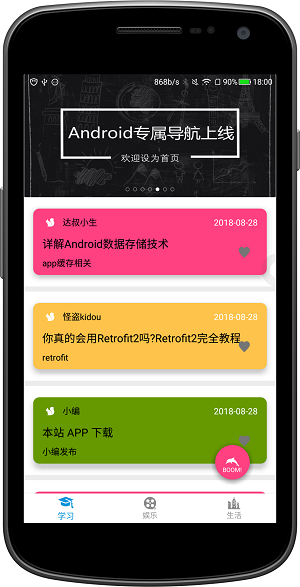 868b/s 90% 18:00
Android专属导航上线
欢迎设为首页
达叔小生 2018-08-28
详解Android数据存储技术
app缓存相关
怪盗kidou 2018-08-28
你真的会用Retrofit2吗?Retrofit2完全教程
retrofit
小编 2018-08-28
本站 APP 下载
小编发布
BOOM!
学习 娱乐 生活